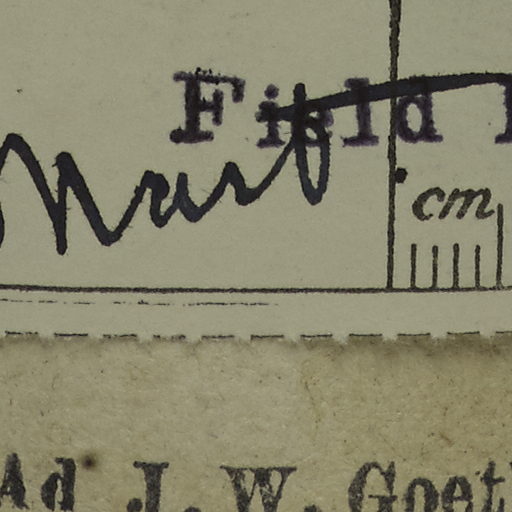 Field
cm
Ad J. W. Goet